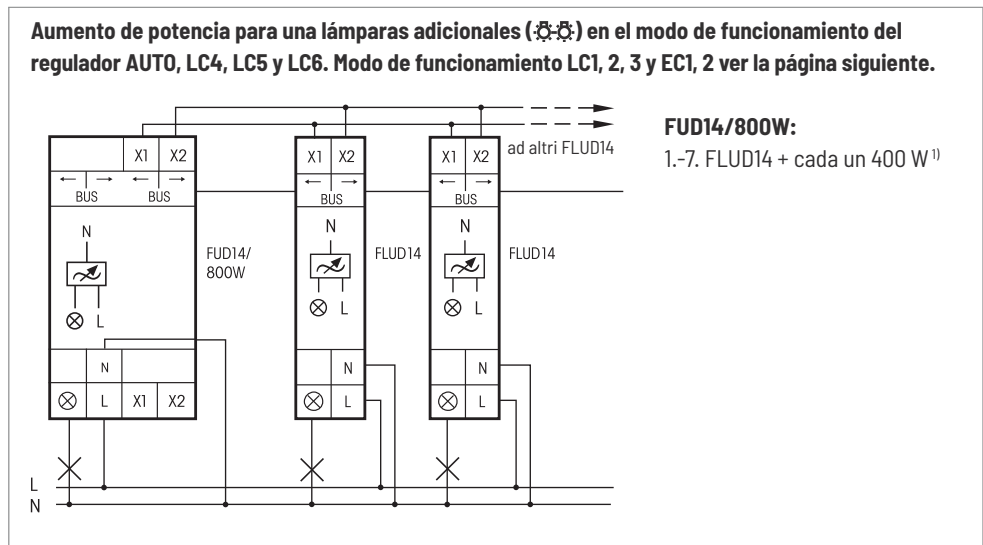 Aumento de potencia para una lámparas adicionales () en el modo de funcionamiento del
regulador AUTO, LC4, LC5 y LC6. Modo de funcionamiento LC1, 2, 3 y EC1, 2 ver la página siguiente.
FUD14/800W:
1.-7. FLUD14 + cada un 400 W 1)
ad altri FLUD14
X1 X2
X1 X2
X1 X2
BUS BUS
BUS
BUS
N
N
N
FUD14/
800W
FLUD14
FLUD14
L
L
L
N
N
N
L X1 X2
L
L
L
N